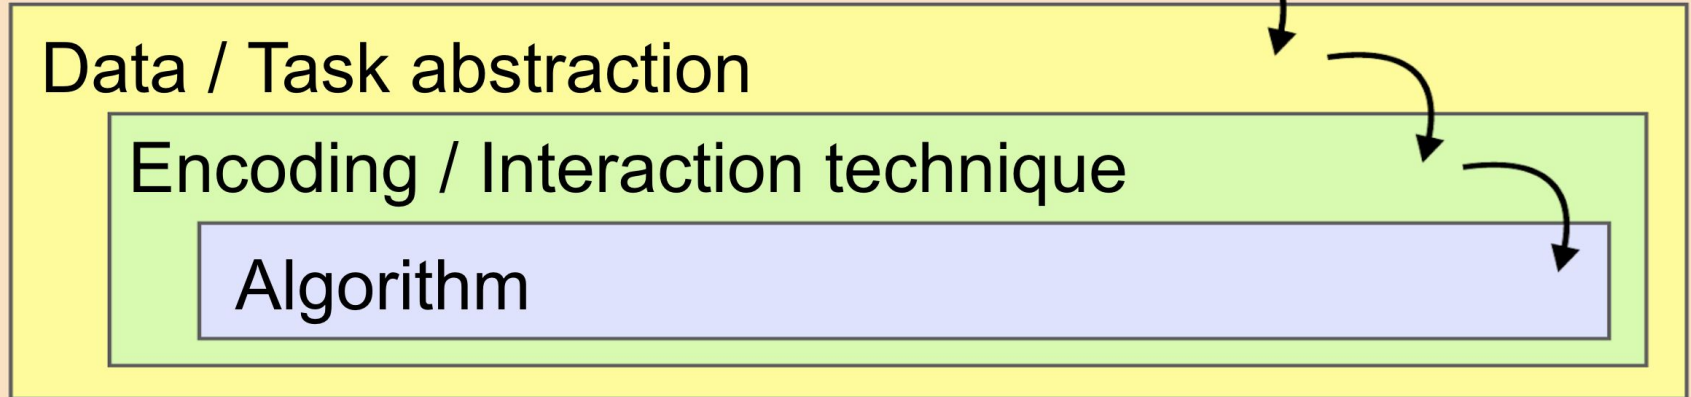 Data / Task abstraction
Encoding / Interaction technique
Algorithm